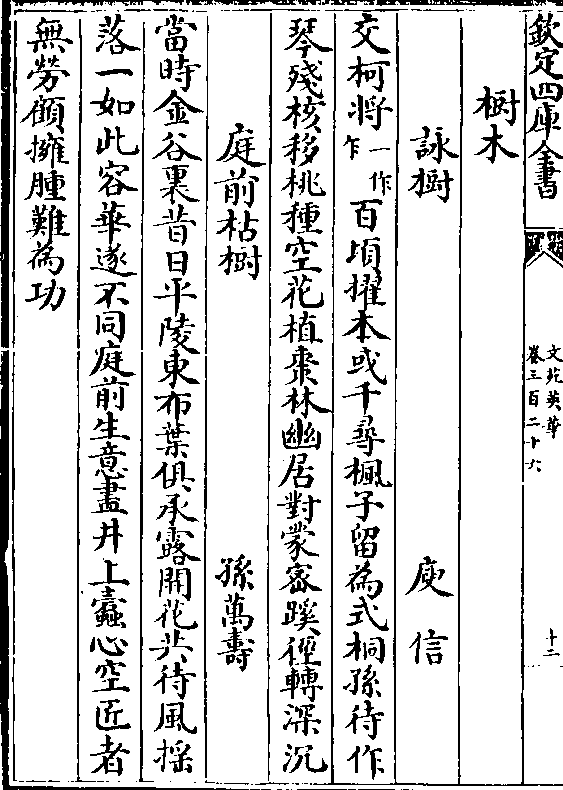 欽定四庫全書
文苑英華
卷三百二十六
十二
樹木
詠樹 庾信
交柯將一作乍百頃擢本或千尋楓子留為式桐孫待作
琴殘核移桃種空花植棗林幽居對蒙密蹊徑轉深沉
庭前枯樹 孫萬壽
當時金谷裏昔日平陵東布葉俱承露開花共待風揺
落一如此容華遂不同庭前生意盡井上蠧心空匠者
無勞顧擁腫難為功